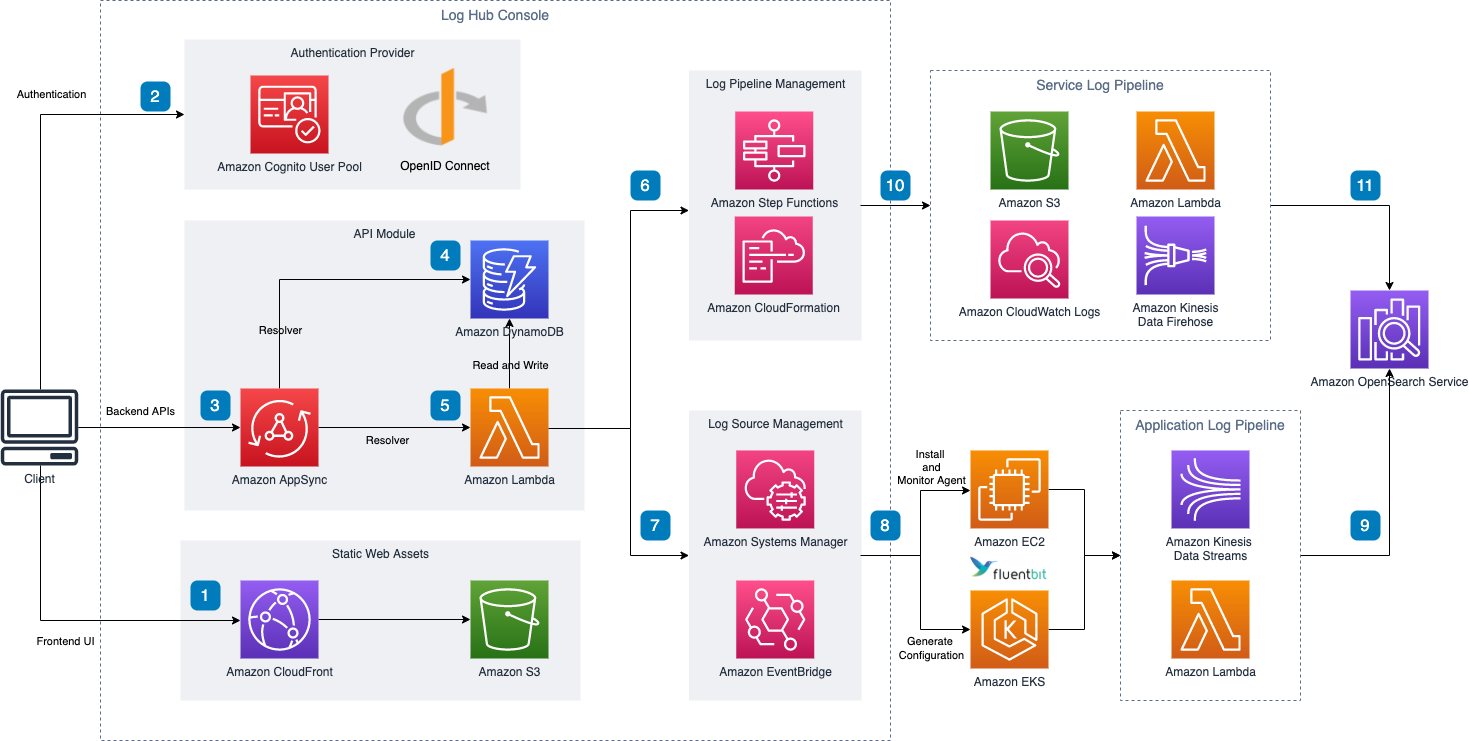 Log Hub Console
Authentication Provider
Authentication
2
Amazon Cognito User Pool
OpenID Connect
API Module
4
Amazon DynamoDB
Resolver
Read and Write
Backend APIs
3
5
Resolver
Client
Amazon AppSync
Amazon Lambda
Static Web Assets
1
Frontend UI
Amazon CloudFront
Amazon S3
Log Pipeline Management
6
Amazon Step Functions
Amazon CloudFormation
10
Service Log Pipeline
Amazon S3
Amazon Lambda
Amazon CloudWatch Logs
Amazon Kinesis
Data Firehose
11
Amazon OpenSearch Service
Log Source Management
7
Amazon Systems Manager
Amazon EventBridge
8
Install
and
Monitor Agent
Amazon EC2
fluentbit
Generate
Configuration
K
Amazon EKS
Application Log Pipeline
Amazon Kinesis
Data Streams
Amazon Lambda
9